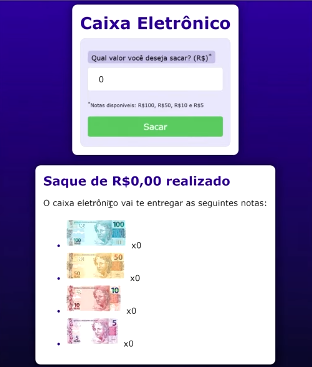 Caixa Eletrônico
Qual valor você deseja sacar? (R$)*
0
*Notas disponíveis: R$100, R$50, R$10 e R$5
Sacar
Saque de R$0,00 realizado
O caixa eletrônico vai te entregar as seguintes notas:
100
x0
50
x0
10
x0
5
x0